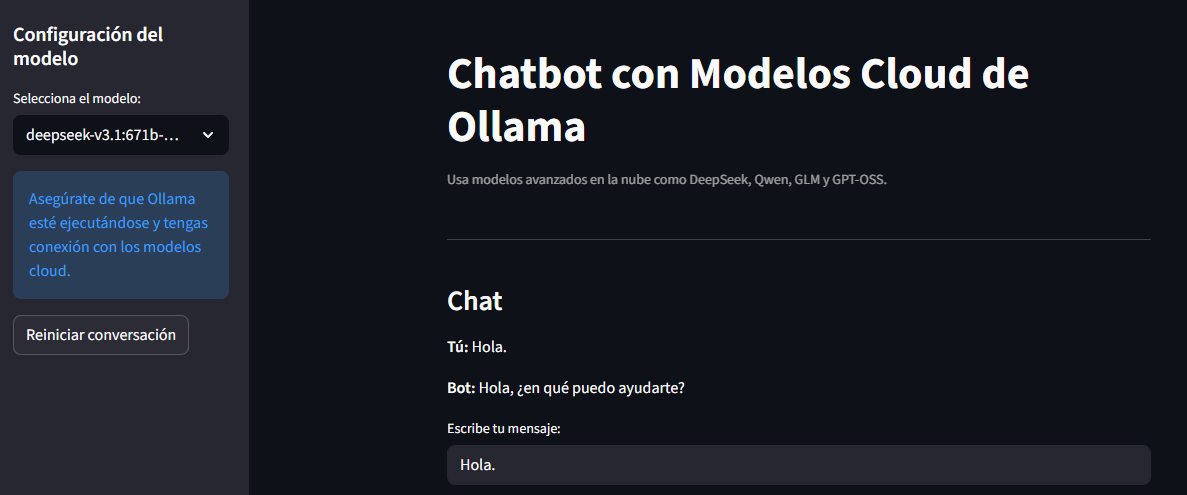 Configuración del
modelo
Selecciona el modelo:
deepseek-v3.1:671b-...
Asegúrate de que Ollama
esté ejecutándose y tengas
conexión con los modelos
cloud.
Reiniciar conversación
Chatbot con Modelos Cloud de
Ollama
Usa modelos avanzados en la nube como DeepSeek, Qwen, GLM y GPT-OSS.
Chat
Tú: Hola.
Bot: Hola, ¿en qué puedo ayudarte?
Escribe tu mensaje:
Hola.